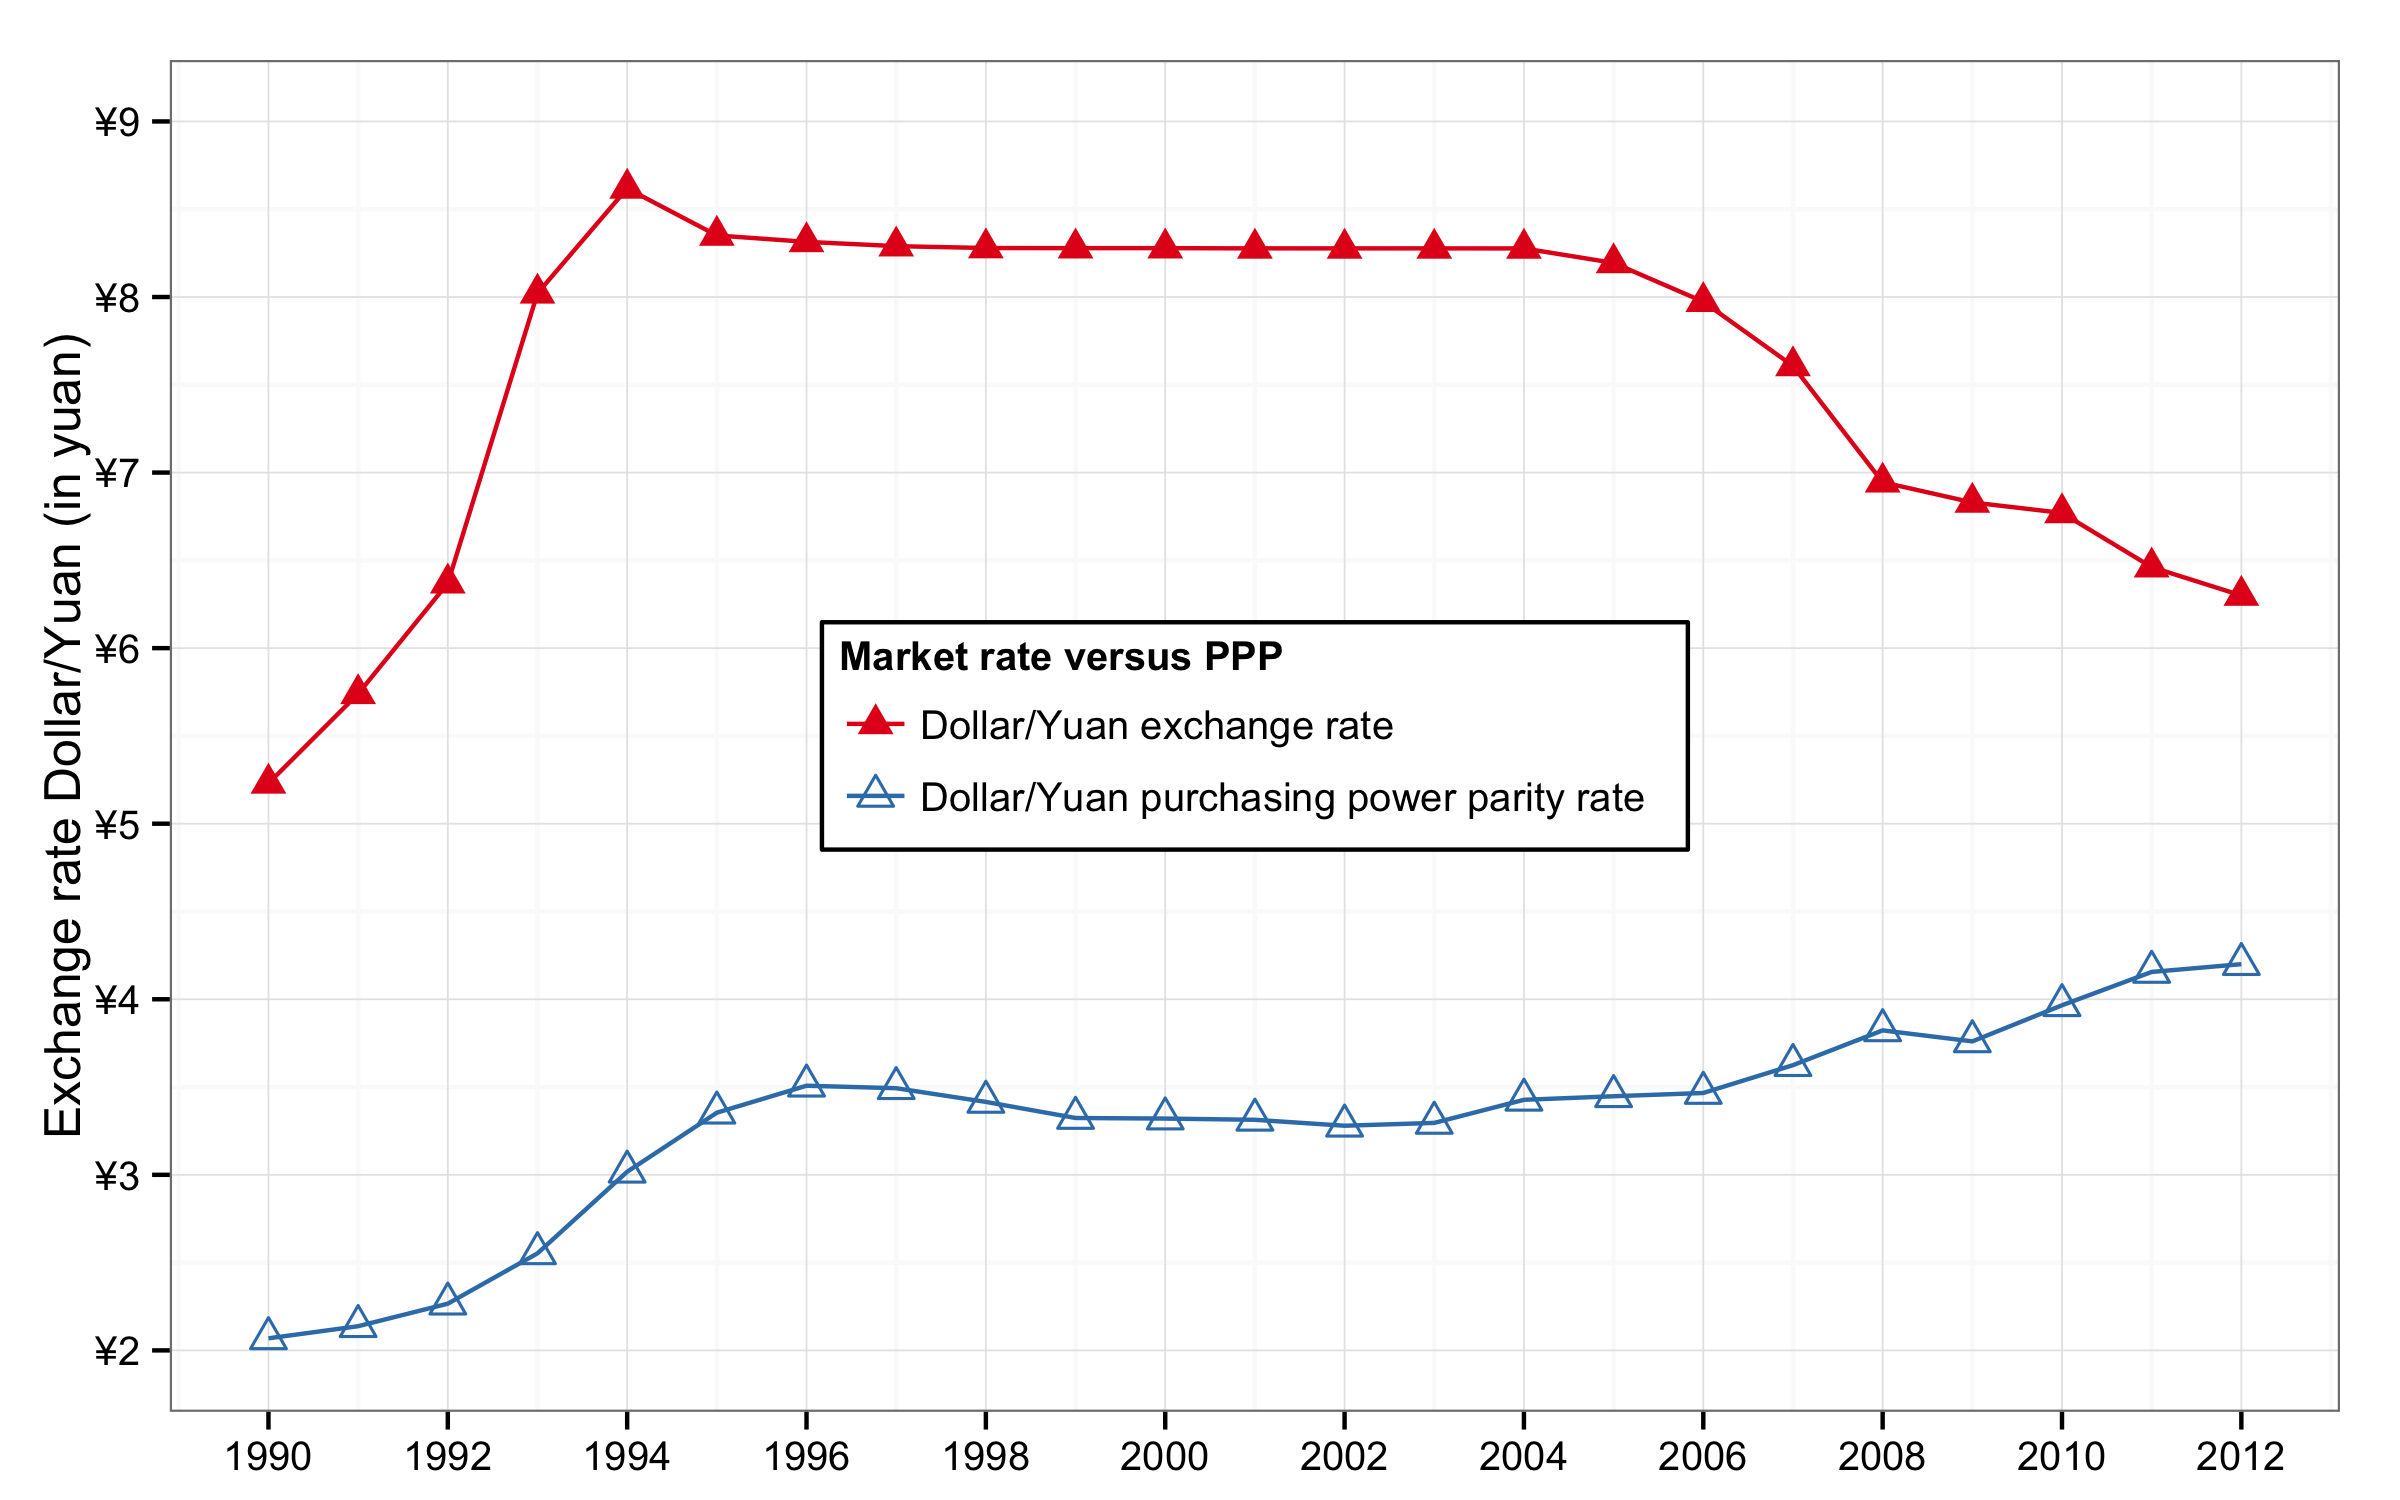 Exchange rate Dollar/Yuan (in yuan)
¥9
¥8
¥7
¥6
¥5
¥4
¥3
¥2
Market rate versus PPP
Dollar/Yuan exchange rate
Dollar/Yuan purchasing power parity rate
1990 1992 1994 1996 1998 2000 2002 2004 2006 2008 2010 2012